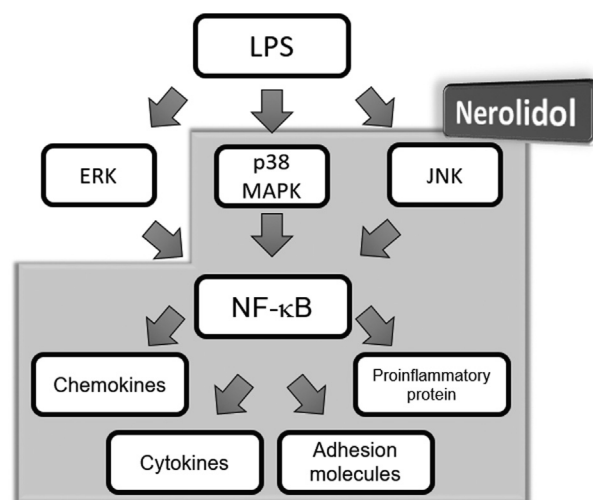 LPS
Nerolidol
ERK
p38
MAPK
JNK
NF-κB
Chemokines
Proinflammatory
protein
Cytokines
Adhesion
molecules